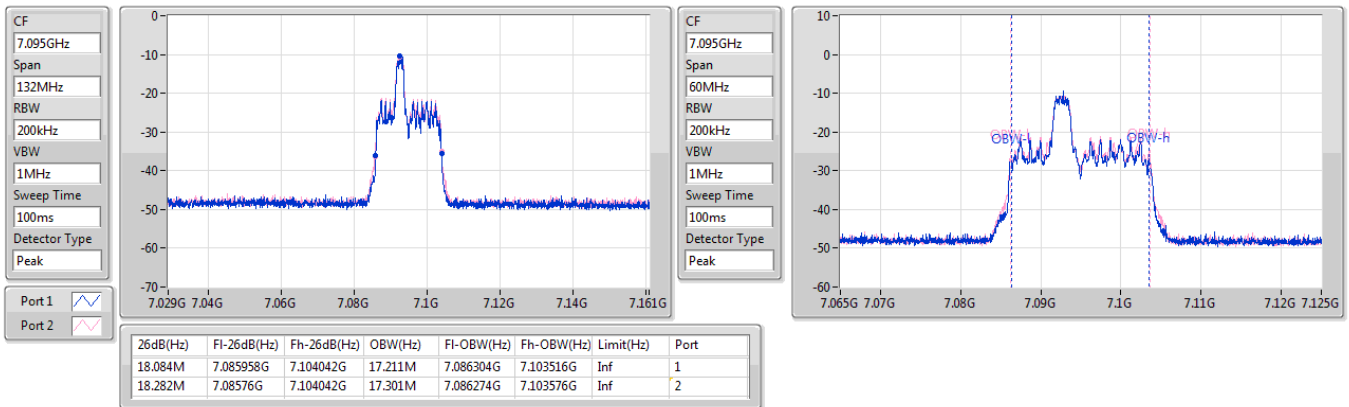 CF
7.095GHz
Span
132MHz
RBW
200kHz
VBW
1MHz
Sweep Time
100ms
Detector Type
Peak
0
-10
-20
-30
-40
-50
-60
-70
7.029G 7.04G 7.06G 7.08G 7.1G 7.12G 7.14G 7.161G
CF
7.095GHz
Span
60MHz
RBW
200kHz
VBW
1MHz
Sweep Time
100ms
Detector Type
Peak
10
0
-10
-20
-30
-40
-50
-60
OBW-l
OBW-h
7.065G 7.07G 7.08G 7.09G 7.1G 7.11G 7.12G 7.125G
Port 1
Port 2
26dB(Hz) Fl-26dB(Hz) Fh-26dB(Hz) OBW(Hz) Fl-OBW(Hz) Fh-OBW(Hz) Limit(Hz) Port
18.084M 7.085958G 7.104042G 17.211M 7.086304G 7.103516G Inf 1
18.282M 7.08576G 7.104042G 17.301M 7.086274G 7.103576G Inf 2